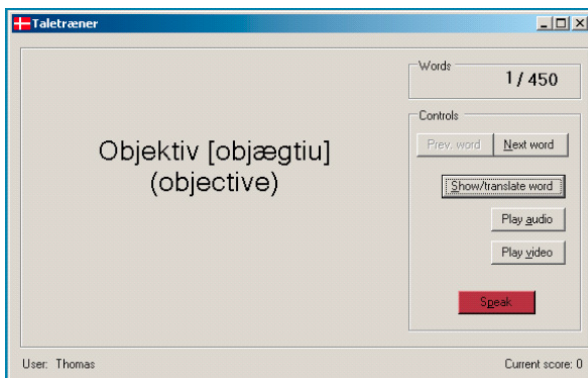 Taletræner
Words
1 / 450
Controls
Prev. word
Next word
Objektiv [objægtiu]
(objective)
Show/translate word
Play audio
Play video
Speak
User: Thomas
Current score: 0